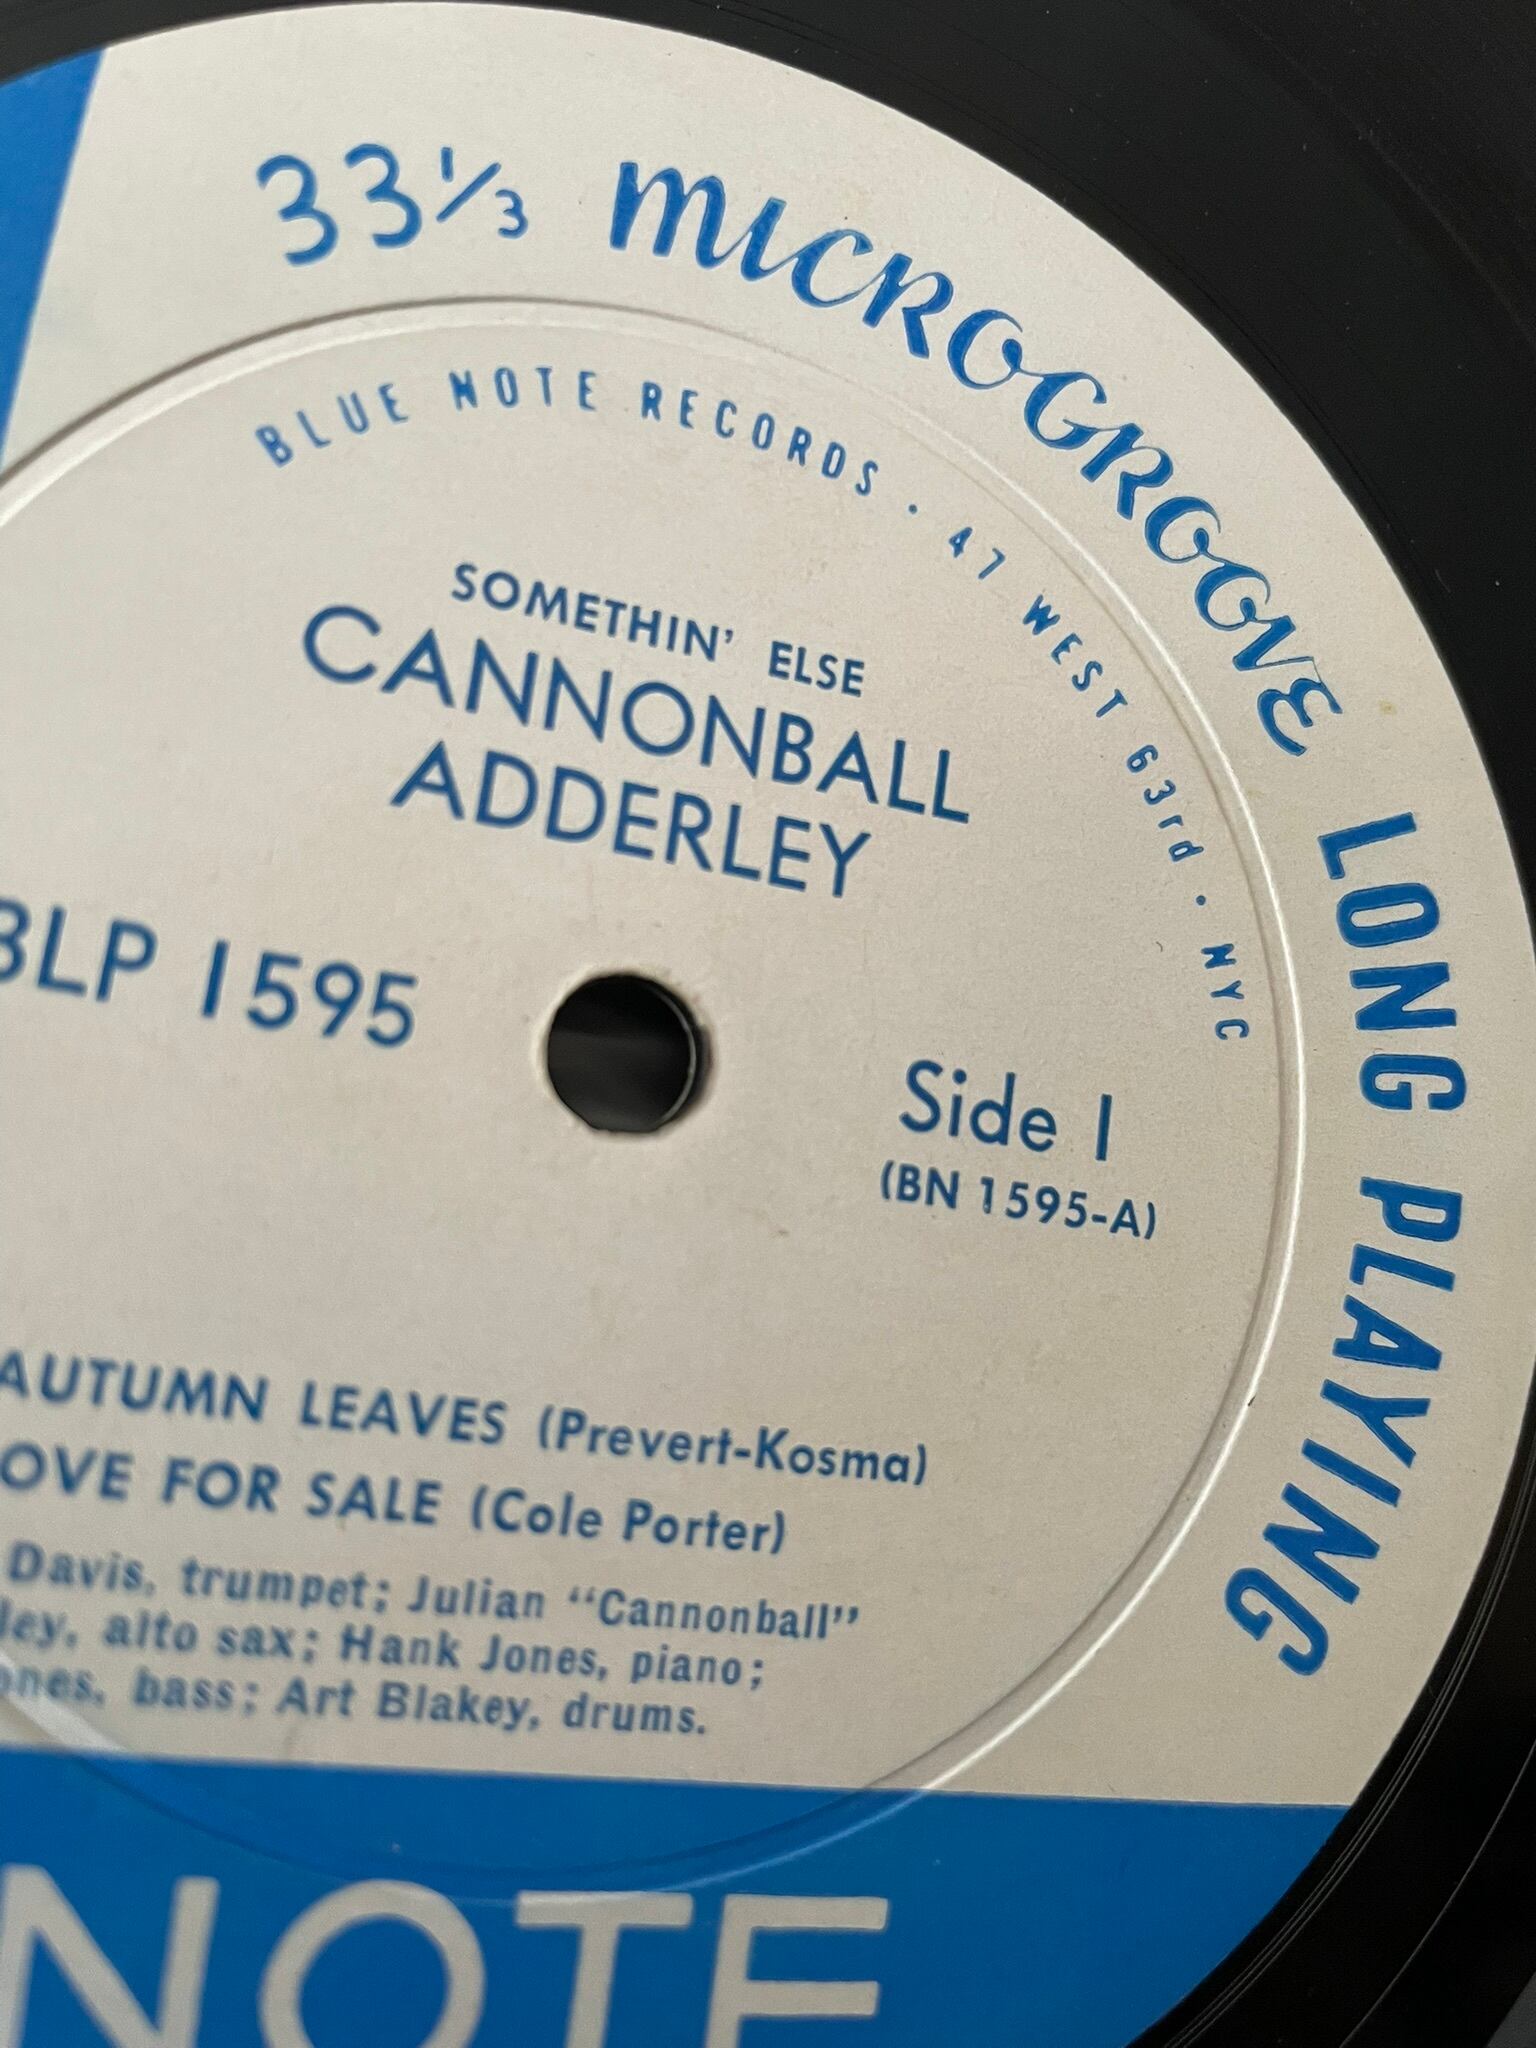 33 1/3 MICROGROOVE LONG PLAYING
BLUE NOTE RECORDS • 47 WEST 63rd • NYC
SOMETHIN' ELSE
CANNONBALL
ADDERLEY
BLP 1595
Side 1
(BN 1595-A)
AUTUMN LEAVES (Prevert-Kosma)
OVE FOR SALE (Cole Porter)
Davis, trumpet; Julian "Cannonball"
ley, alto sax; Hank Jones, piano;
ones, bass; Art Blakey, drums.
NOTE